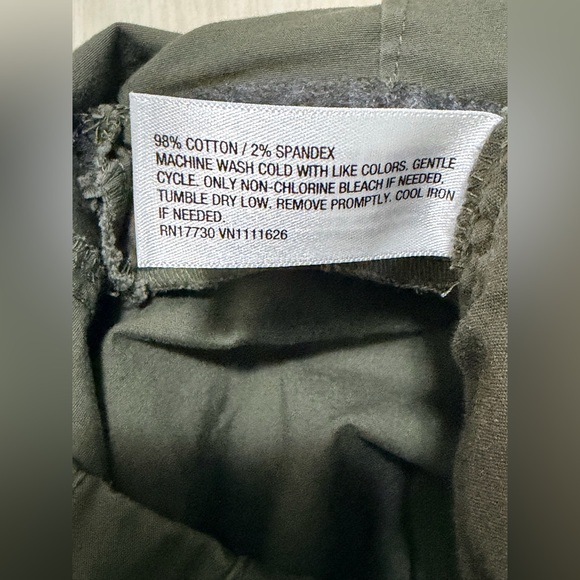 98% COTTON / 2% SPANDEX
MACHINE WASH COLD WITH LIKE COLORS. GENTLE
CYCLE. ONLY NON-CHLORINE BLEACH IF NEEDED.
TUMBLE DRY LOW. REMOVE PROMPTLY. COOL IRON
IF NEEDED.
RN17730 VN1111626